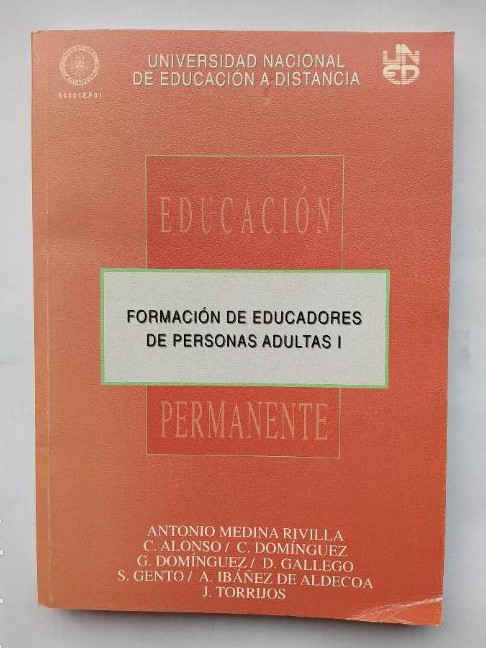 UNIVERSIDAD NACIONAL
DE EDUCACIÓN A DISTANCIA
UNED
EDUCACIÓN
FORMACIÓN DE EDUCADORES
DE PERSONAS ADULTAS I
PERMANENTE
ANTONIO MEDINA RIVILLA
C. ALONSO / C. DOMÍNGUEZ
G. DOMÍNGUEZ / D. GALLEGO
S. GENTO / A. IBÁÑEZ DE ALDECOA
J. TORRIJOS